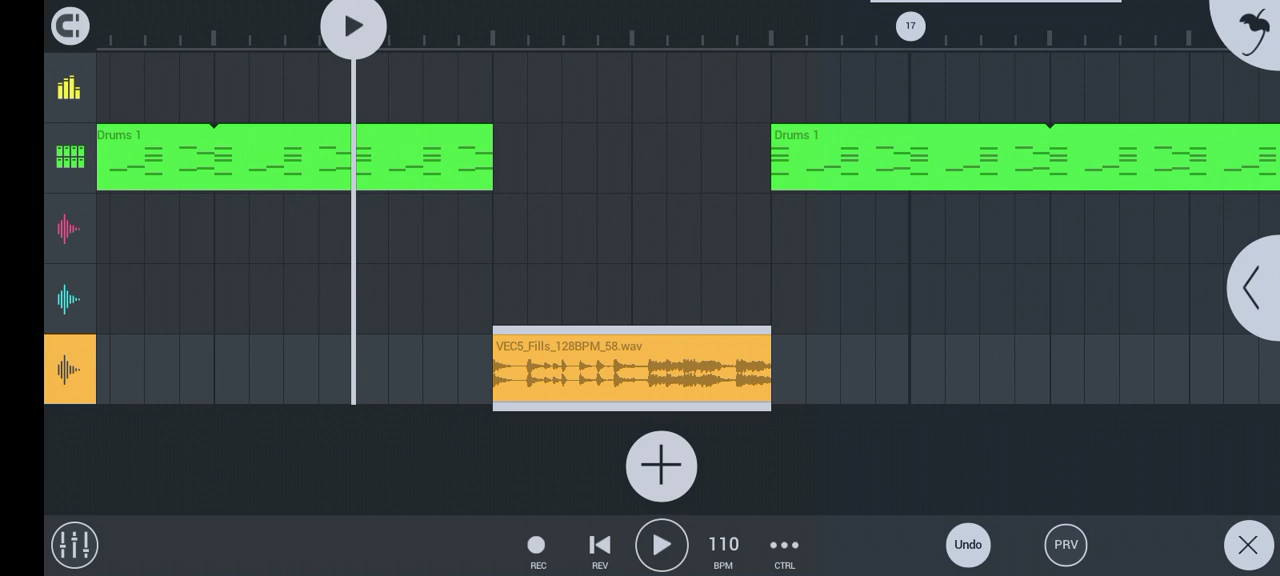 17
Drums 1
Drums 1
VEC5_Fills_128BPM_58.wav
110
Undo
PRV
REC
REV
BPM
CTRL